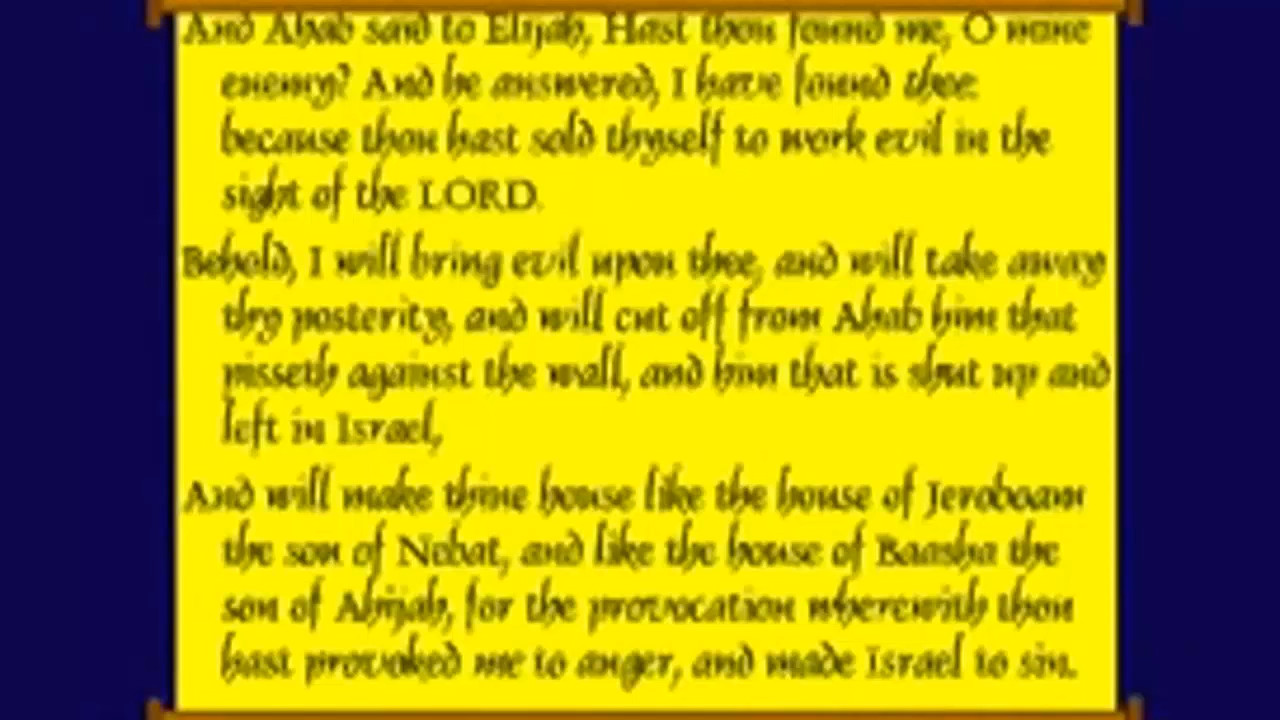 And Ahab said to Elijah, Hast thou found me, O mine
enemy? And he answered, I have found thee:
because thou hast sold thyself to work evil in the
sight of the LORD.
Behold, I will bring evil upon thee, and will take away
thy posterity, and will cut off from Ahab him that
pisseth against the wall, and him that is shut up and
left in Israel,
And will make thine house like the house of Jeroboam
the son of Nebat, and like the house of Baasha the
son of Ahijah, for the provocation wherewith thou
hast provoked me to anger, and made Israel to sin.